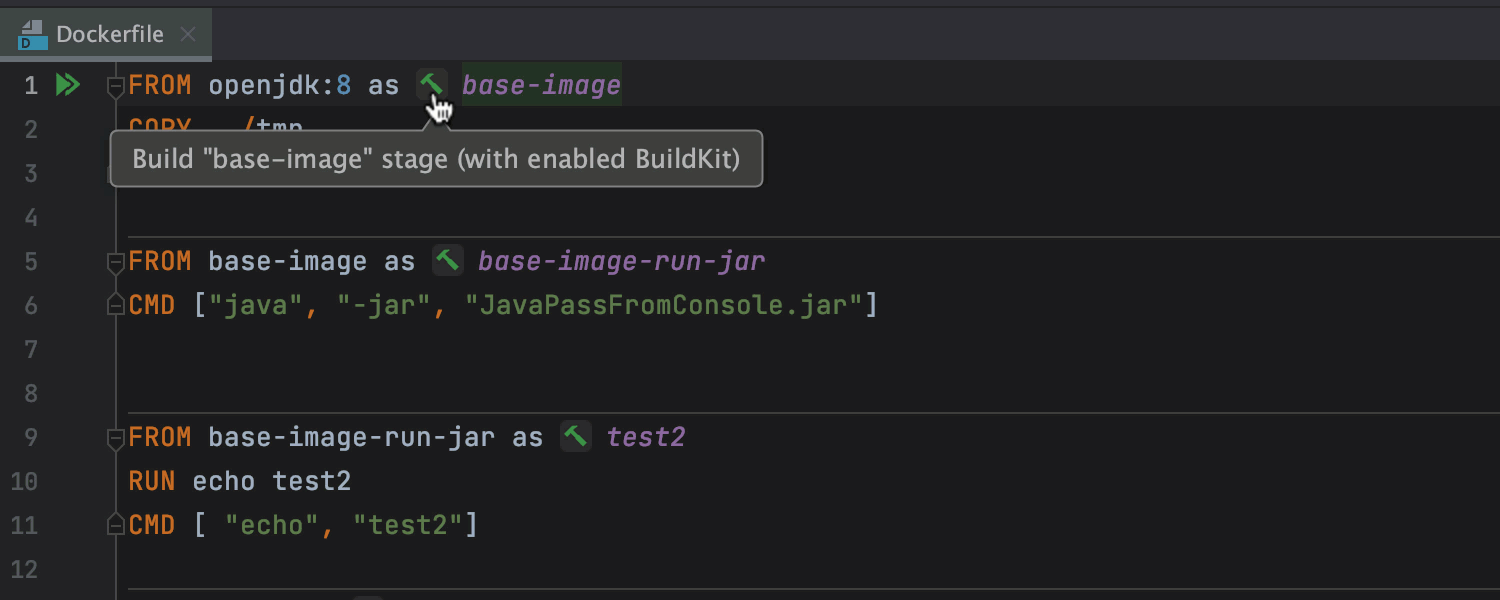 Dockerfile
1 FROM openjdk:8 as base-image
2 COPY . /tmp
Build "base-image" stage (with enabled BuildKit)
3
4
5 FROM base-image as base-image-run-jar
6 CMD ["java", "-jar", "JavaPassFromConsole.jar"]
7
8
9 FROM base-image-run-jar as test2
10 RUN echo test2
11 CMD [ "echo", "test2"]
12